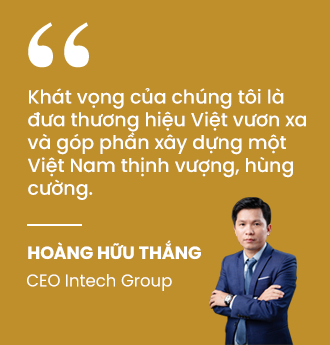 Khát vọng của chúng tôi là
đưa thương hiệu Việt vươn xa
và góp phần xây dựng một
Việt Nam thịnh vượng, hùng
cường.
HOÀNG HỮU THẮNG
CEO Intech Group